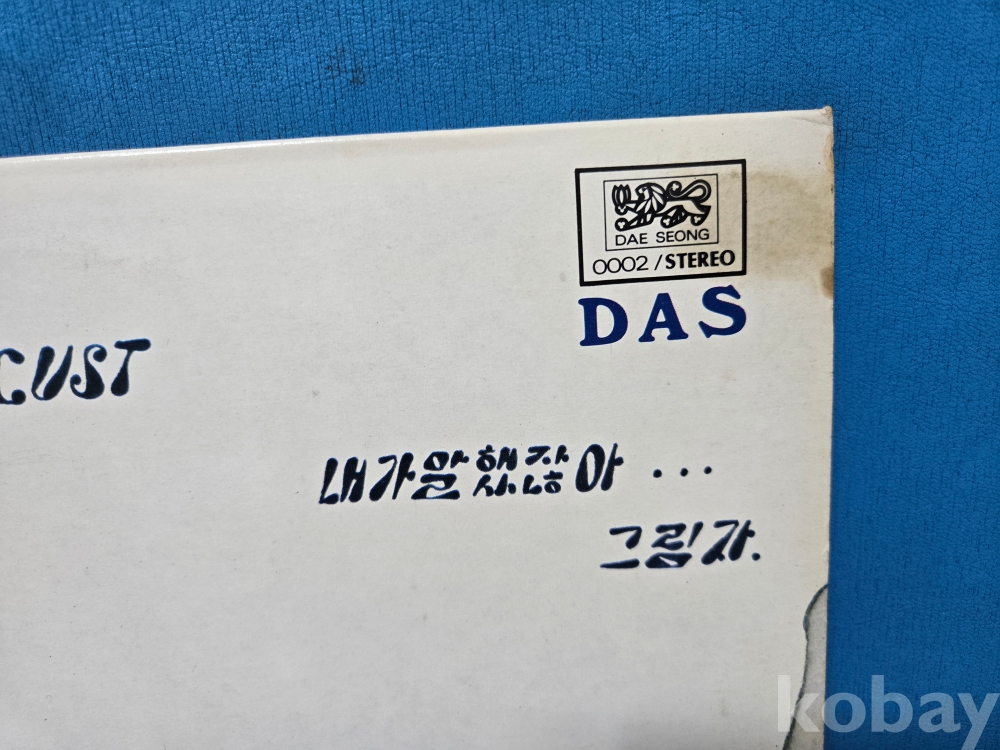 DAE SEONG
0002 / STEREO
DAS
CUST
내가 말했잖아 ...
그림자.
kobay